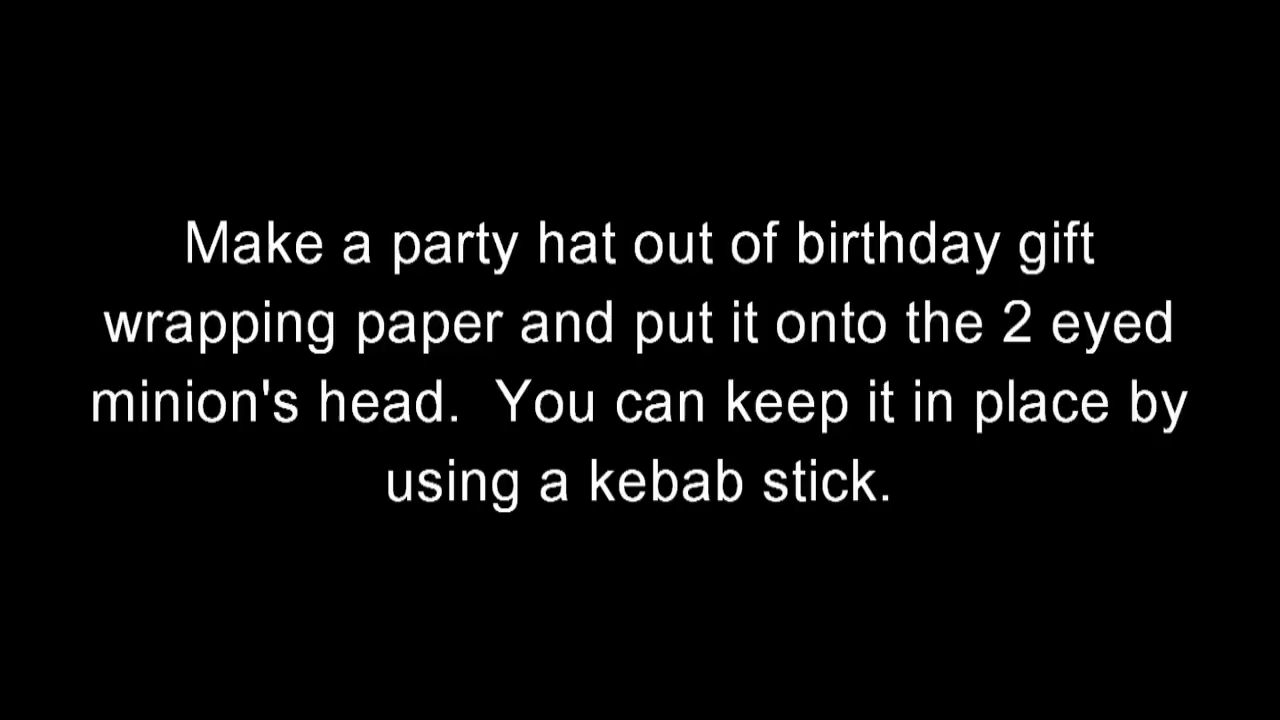 Make a party hat out of birthday gift
wrapping paper and put it onto the 2 eyed
minion's head.  You can keep it in place by
using a kebab stick.